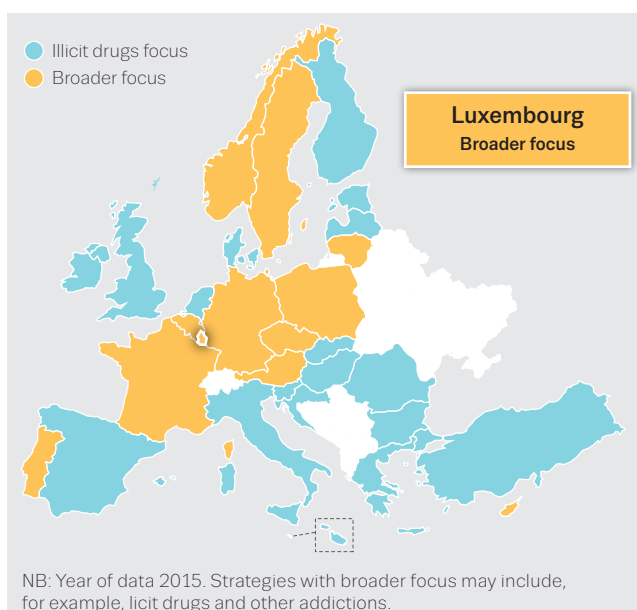 Illicit drugs focus
Broader focus
Luxembourg
Broader focus
NB: Year of data 2015. Strategies with broader focus may include,
for example, licit drugs and other addictions.